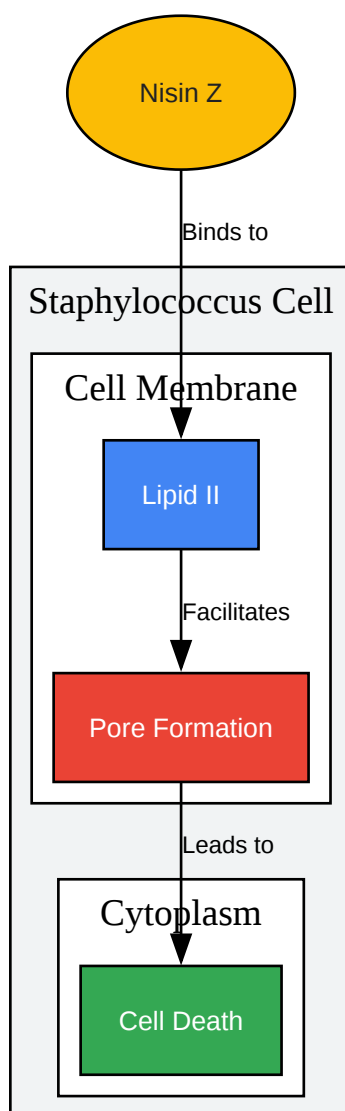 Nisin Z
Binds to
Staphylococcus Cell
Cell Membrane
Lipid II
Facilitates
Pore Formation
Leads to
Cytoplasm
Cell Death